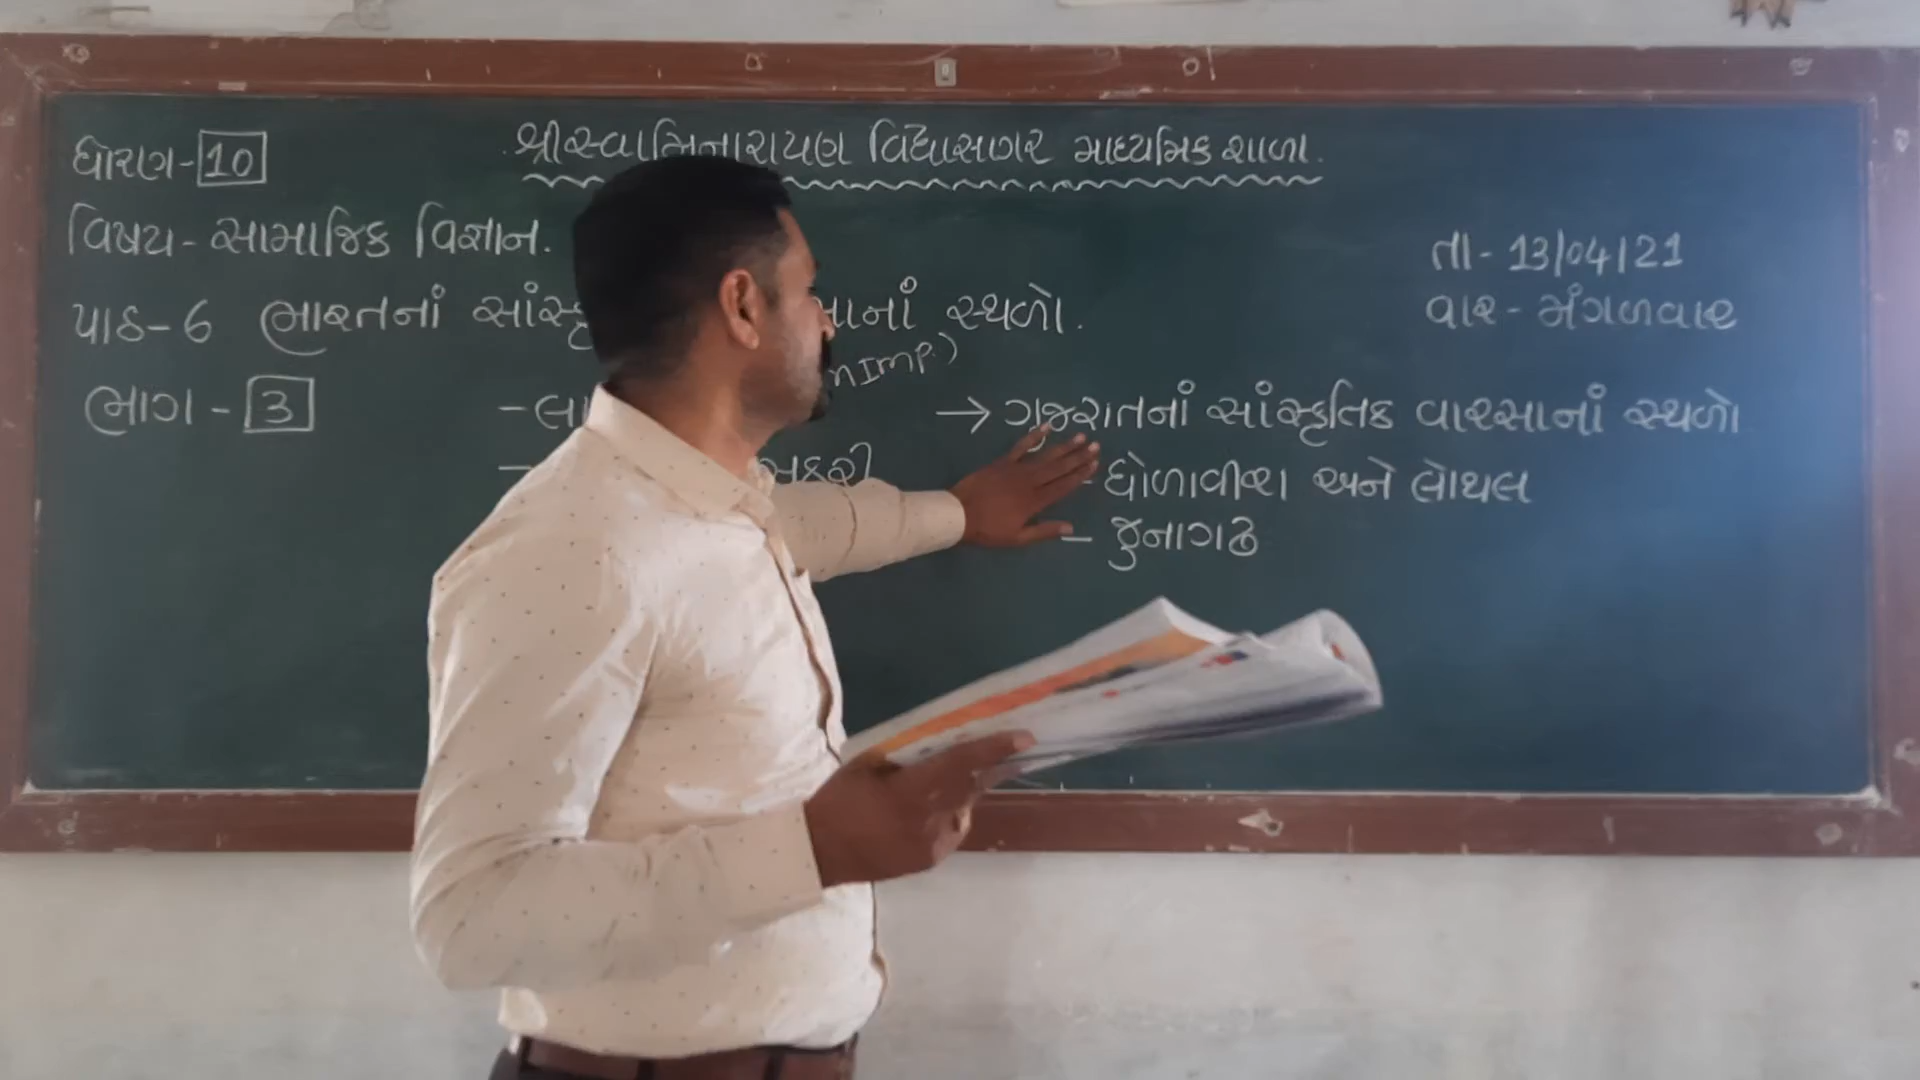 શ્રી સ્વામિનારાયણ વિદ્યાસાગર માધ્યમિક શાળા.
ધોરણ-10
વિષય-સામાજિક વિજ્ઞાન.
તા-13/04/21
વાર-મંગળવાર
પાઠ-6 ભારતનાં સ્થળો.
ભાગ-3
→ ગુજરાતનાં સાંસ્કૃતિક વારસાનાં સ્થળો
-ધોળાવીરા અને લોથલ
-જુનાગઢ